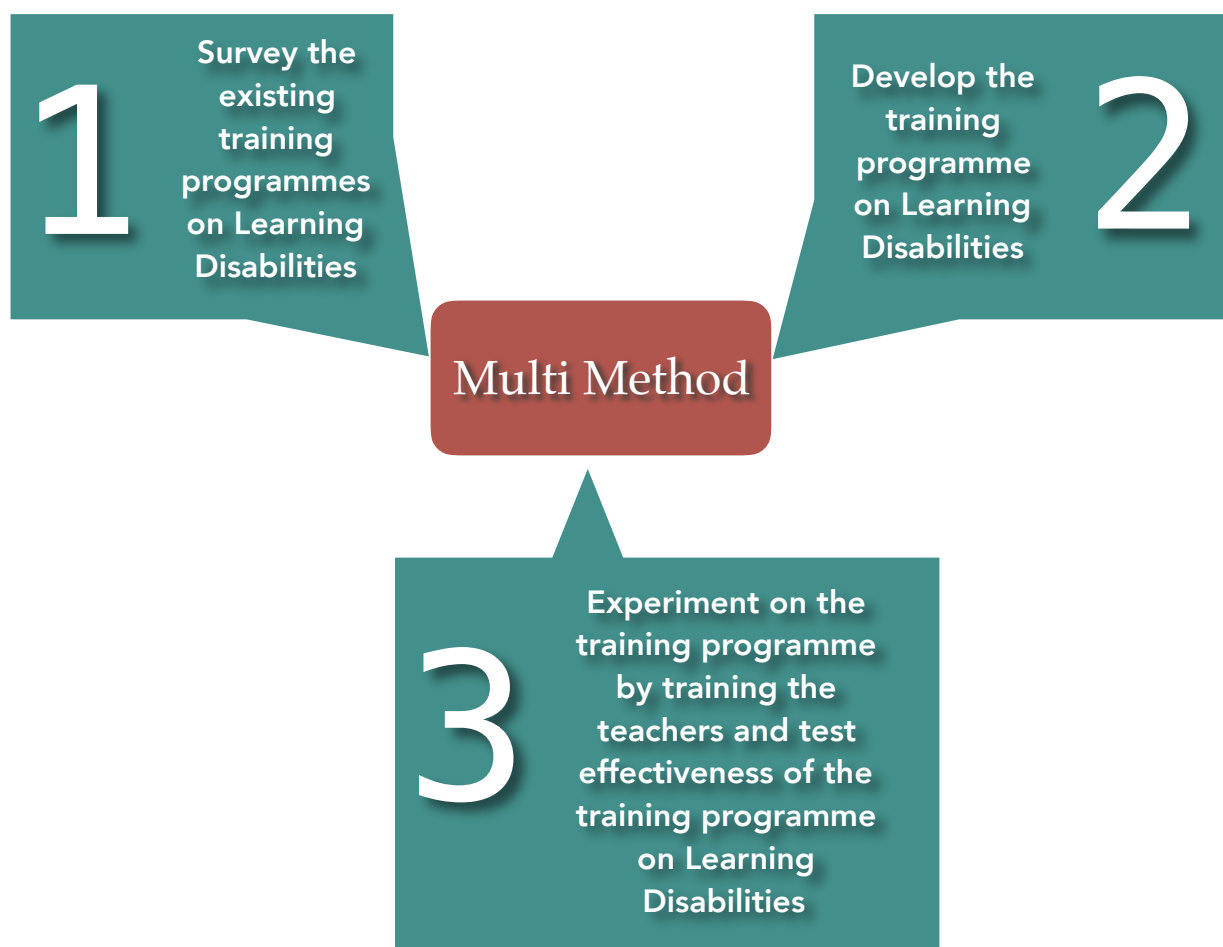 1
Survey the
existing
training
programmes
on Learning
Disabilities
2
Develop the
training
programme
on Learning
Disabilities
Multi Method
3
Experiment on the
training programme
by training the
teachers and test
effectiveness of the
training programme
on Learning
Disabilities